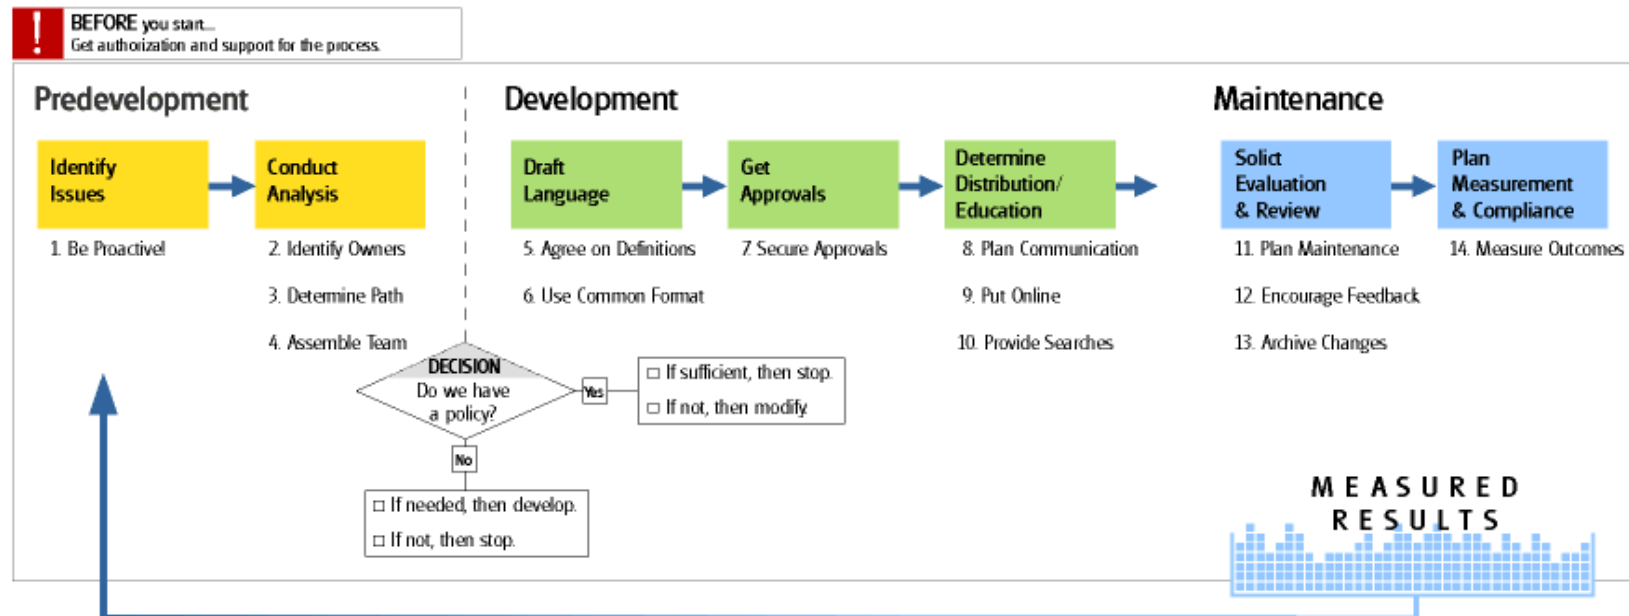 !
BEFORE you start...
Get authorization and support for the process.
Predevelopment
Identify
Issues
1. Be Proactive!
Conduct
Analysis
2. Identify Owners
3. Determine Path
4. Assemble Team
DECISION
Do we have
a policy?
Yes
□ If sufficient, then stop.
□ If not, then modify.
No
□ If needed, then develop.
□ If not, then stop.
Development
Draft
Language
5. Agree on Definitions
6. Use Common Format
Get
Approvals
7. Secure Approvals
Determine
Distribution/
Education
8. Plan Communication
9. Put Online
10. Provide Searches
Maintenance
Solict
Evaluation
& Review
11. Plan Maintenance
12. Encourage Feedback
13. Archive Changes
Plan
Measurement
& Compliance
14. Measure Outcomes
MEASURED
RESULTS